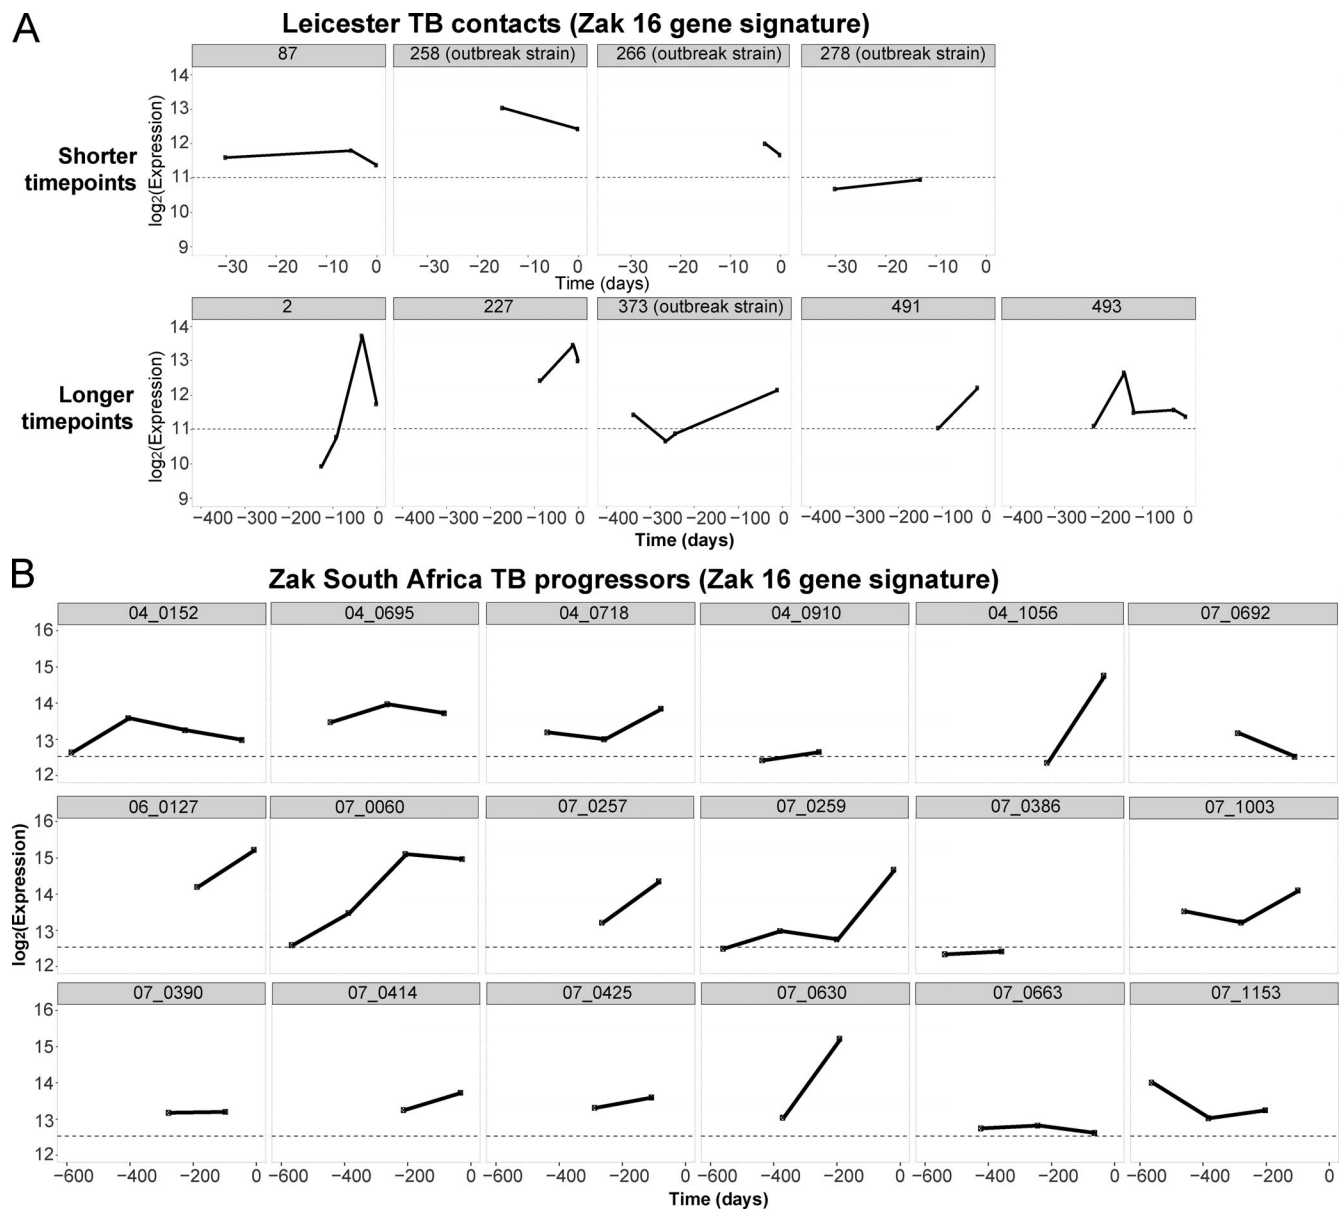 A
Leicester TB contacts (Zak 16 gene signature)
87 258 (outbreak strain) 266 (outbreak strain) 278 (outbreak strain)
Shorter timepoints
log2(Expression)
14
13
12
11
10
9
−30 −20 −10 0 −30 −20 −10 0 −30 −20 −10 0 −30 −20 −10 0
Time (days)
2 227 373 (outbreak strain) 491 493
Longer timepoints
log2(Expression)
14
13
12
11
10
9
−400 −300 −200 −100 0 −400 −300 −200 −100 0 −400 −300 −200 −100 0 −400 −300 −200 −100 0 −400 −300 −200 −100 0
Time (days)
B
Zak South Africa TB progressors (Zak 16 gene signature)
04_0152 04_0695 04_0718 04_0910 04_1056 07_0692
16
15
14
13
12
06_0127 07_0060 07_0257 07_0259 07_0386 07_1003
log2(Expression)
16
15
14
13
12
07_0390 07_0414 07_0425 07_0630 07_0663 07_1153
16
15
14
13
12
−600 −400 −200 0 −600 −400 −200 0 −600 −400 −200 0 −600 −400 −200 0 −600 −400 −200 0 −600 −400 −200 0
Time (days)